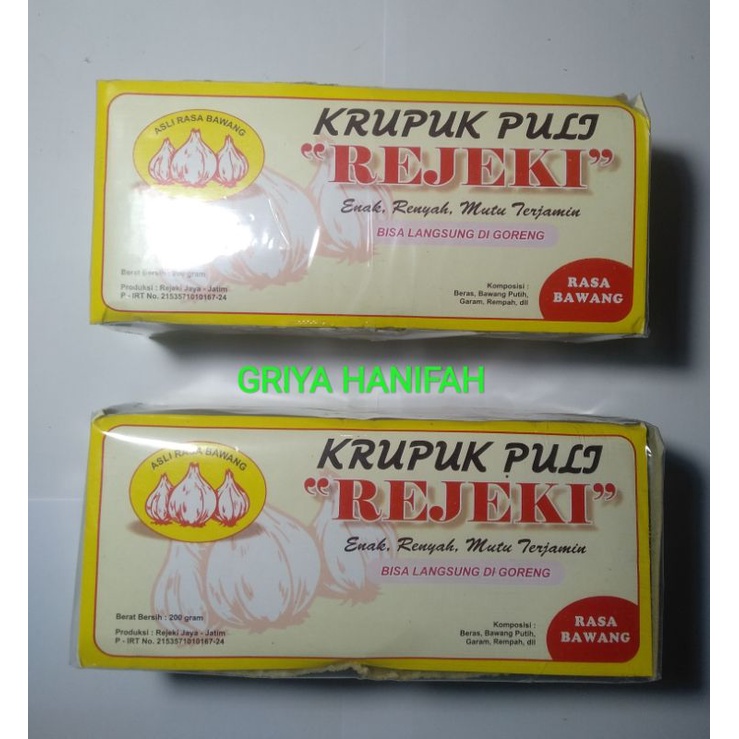 ASLI RASA BAWANG
KRUPUK PULI
"REJEKI"
Enak, Renyah, Mutu Terjamin
BISA LANGSUNG DI GORENG
Berat Bersih : 200 gram
Produksi : Rejeki Jaya - Jatim
P - IRT No. 2153571010167-24
Komposisi :
Beras, Bawang Putih,
Garam, Rempah, dll
RASA
BAWANG
GRIYA HANIFAH
ASLI RASA BAWANG
KRUPUK PULI
"REJEKI"
Enak, Renyah, Mutu Terjamin
BISA LANGSUNG DI GORENG
Berat Bersih : 200 gram
Produksi : Rejeki Jaya - Jatim
P - IRT No. 2153571010167-24
Komposisi :
Beras, Bawang Putih,
Garam, Rempah, dll
RASA
BAWANG